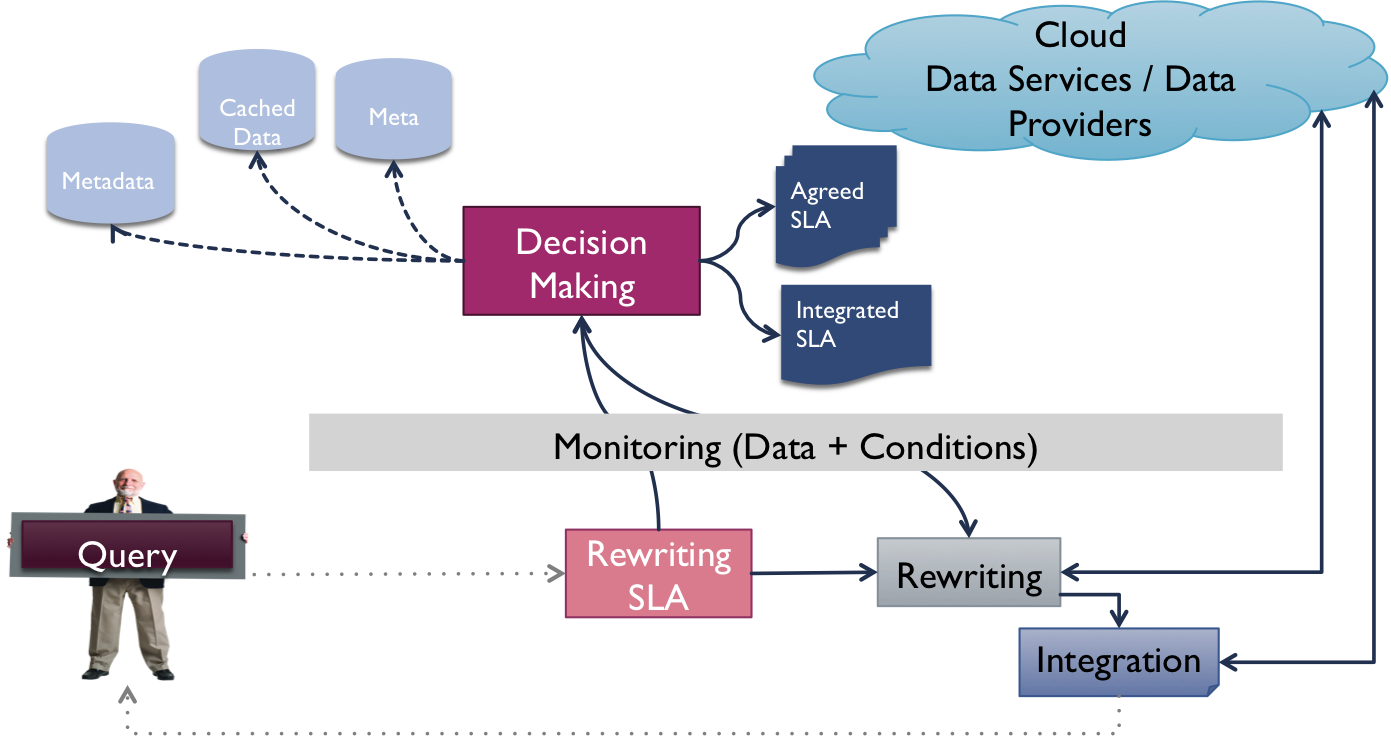 Cloud
Data Services / Data
Providers
Cached
Data
Meta
Metadata
Agreed
SLA
Decision
Making
Integrated
SLA
Monitoring (Data + Conditions)
Query
Rewriting
SLA
Rewriting
Integration